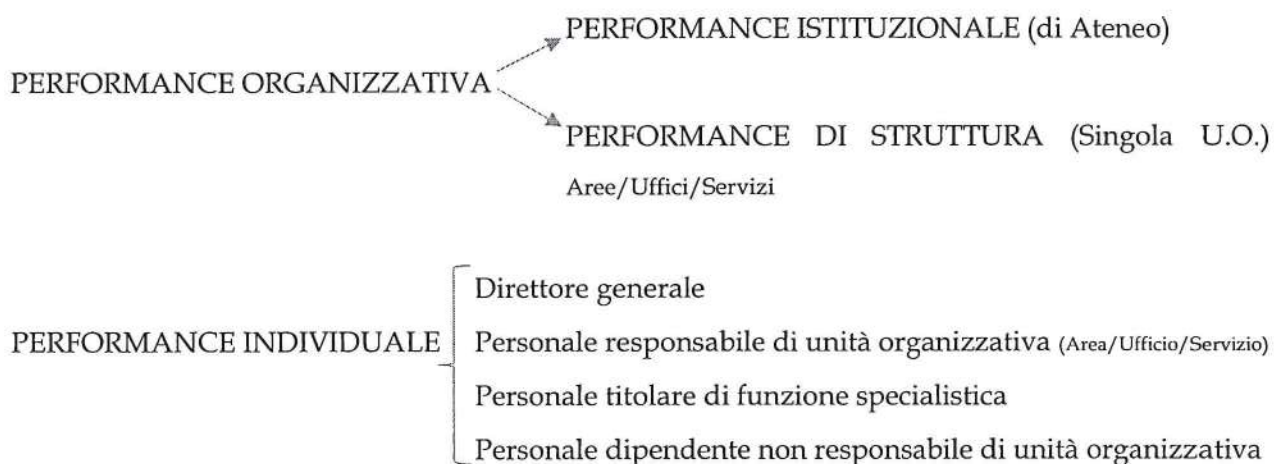 PERFORMANCE ISTITUZIONALE (di Ateneo)
PERFORMANCE ORGANIZZATIVA
PERFORMANCE DI STRUTTURA (Singola U.O.)
Aree/Uffici/Servizi
Direttore generale
PERFORMANCE INDIVIDUALE Personale responsabile di unità organizzativa (Area/Ufficio/Servizio)
Personale titolare di funzione specialistica
Personale dipendente non responsabile di unità organizzativa